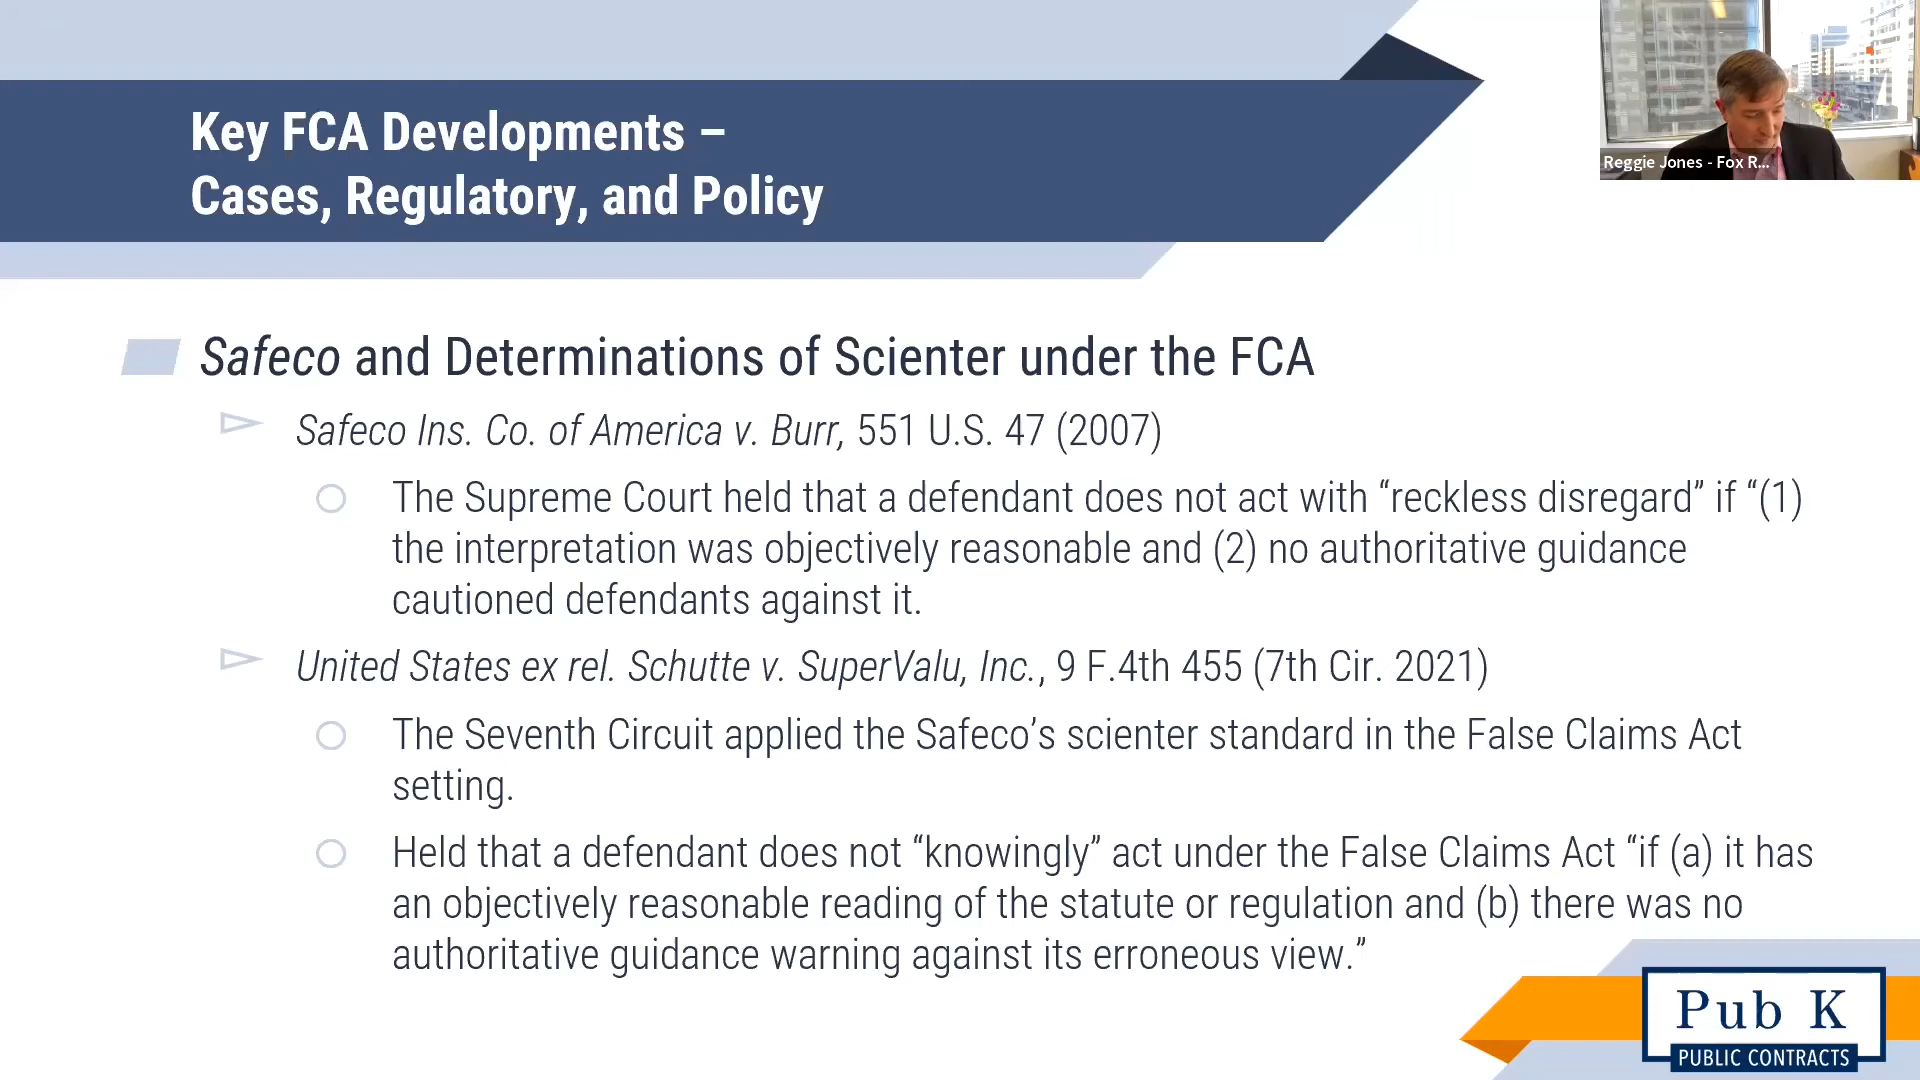 Key FCA Developments –
Cases, Regulatory, and Policy
Reggie Jones - Fox R...
Safeco and Determinations of Scienter under the FCA
Safeco Ins. Co. of America v. Burr, 551 U.S. 47 (2007)
The Supreme Court held that a defendant does not act with “reckless disregard” if “(1)
the interpretation was objectively reasonable and (2) no authoritative guidance
cautioned defendants against it.
United States ex rel. Schutte v. SuperValu, Inc., 9 F.4th 455 (7th Cir. 2021)
The Seventh Circuit applied the Safeco’s scienter standard in the False Claims Act
setting.
Held that a defendant does not “knowingly” act under the False Claims Act “if (a) it has
an objectively reasonable reading of the statute or regulation and (b) there was no
authoritative guidance warning against its erroneous view.”
Pub K
PUBLIC CONTRACTS